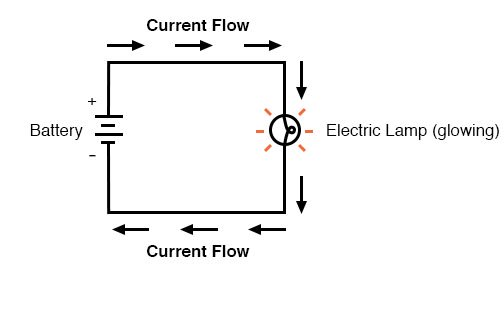 Current Flow
+
Battery
Electric Lamp (glowing)
-
Current Flow